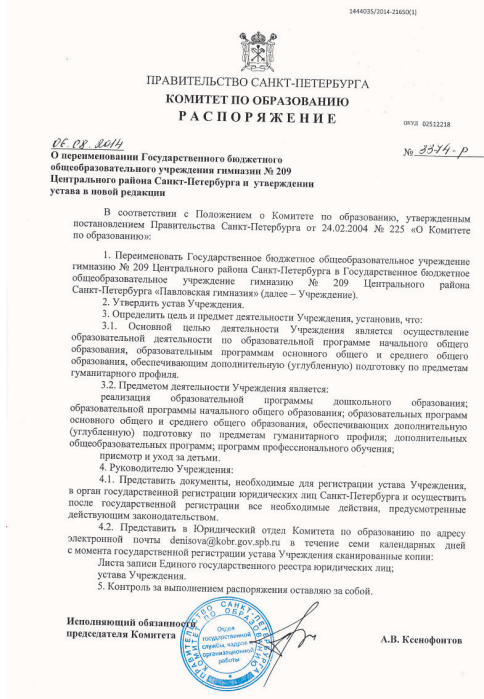 1444035/2014-21650(1)
ПРАВИТЕЛЬСТВО САНКТ-ПЕТЕРБУРГА
КОМИТЕТ ПО ОБРАЗОВАНИЮ
РАСПОРЯЖЕНИЕ
ОКУД 02512218
06.08.2014
№ 3374-р
О переименовании Государственного бюджетного
общеобразовательного учреждения гимназии № 209
Центрального района Санкт-Петербурга и утверждении
устава в новой редакции
В соответствии с Положением о Комитете по образованию, утвержденным
постановлением Правительства Санкт-Петербурга от 24.02.2004 № 225 «О Комитете
по образованию»:
1. Переименовать Государственное бюджетное общеобразовательное учреждение
гимназию № 209 Центрального района Санкт-Петербурга в Государственное бюджетное
общеобразовательное учреждение гимназию № 209 Центрального района
Санкт-Петербурга «Павловская гимназия» (далее – Учреждение).
2. Утвердить устав Учреждения.
3. Определить цель и предмет деятельности Учреждения, установив, что:
3.1. Основной целью деятельности Учреждения является осуществление
образовательной деятельности по образовательной программе начального общего
образования, образовательным программам основного общего и среднего общего
образования, обеспечивающим дополнительную (углубленную) подготовку по предметам
гуманитарного профиля.
3.2. Предметом деятельности Учреждения является:
реализация образовательной программы дошкольного образования;
образовательной программы начального общего образования; образовательных программ
основного общего и среднего общего образования, обеспечивающих дополнительную
(углубленную) подготовку по предметам гуманитарного профиля; дополнительных
общеобразовательных программ; программ профессионального обучения;
присмотр и уход за детьми.
4. Руководителю Учреждения:
4.1. Представить документы, необходимые для регистрации устава Учреждения,
в орган государственной регистрации юридических лиц Санкт-Петербурга и осуществить
после государственной регистрации все необходимые действия, предусмотренные
действующим законодательством.
4.2. Представить в Юридический отдел Комитета по образованию по адресу
электронной почты denisova@kobr.gov.spb.ru в течение семи календарных дней
с момента государственной регистрации устава Учреждения сканированные копии:
Листа записи Единого государственного реестра юридических лиц;
устава Учреждения.
5. Контроль за выполнением распоряжения оставляю за собой.
Исполняющий обязанности
председателя Комитета
А.В. Ксенофонтов
ПРАВИТЕЛЬСТВО САНКТ-ПЕТЕРБУРГА
КОМИТЕТ ПО ОБРАЗОВАНИЮ
Отдел
государственной
службы, кадров и
организационной
работы